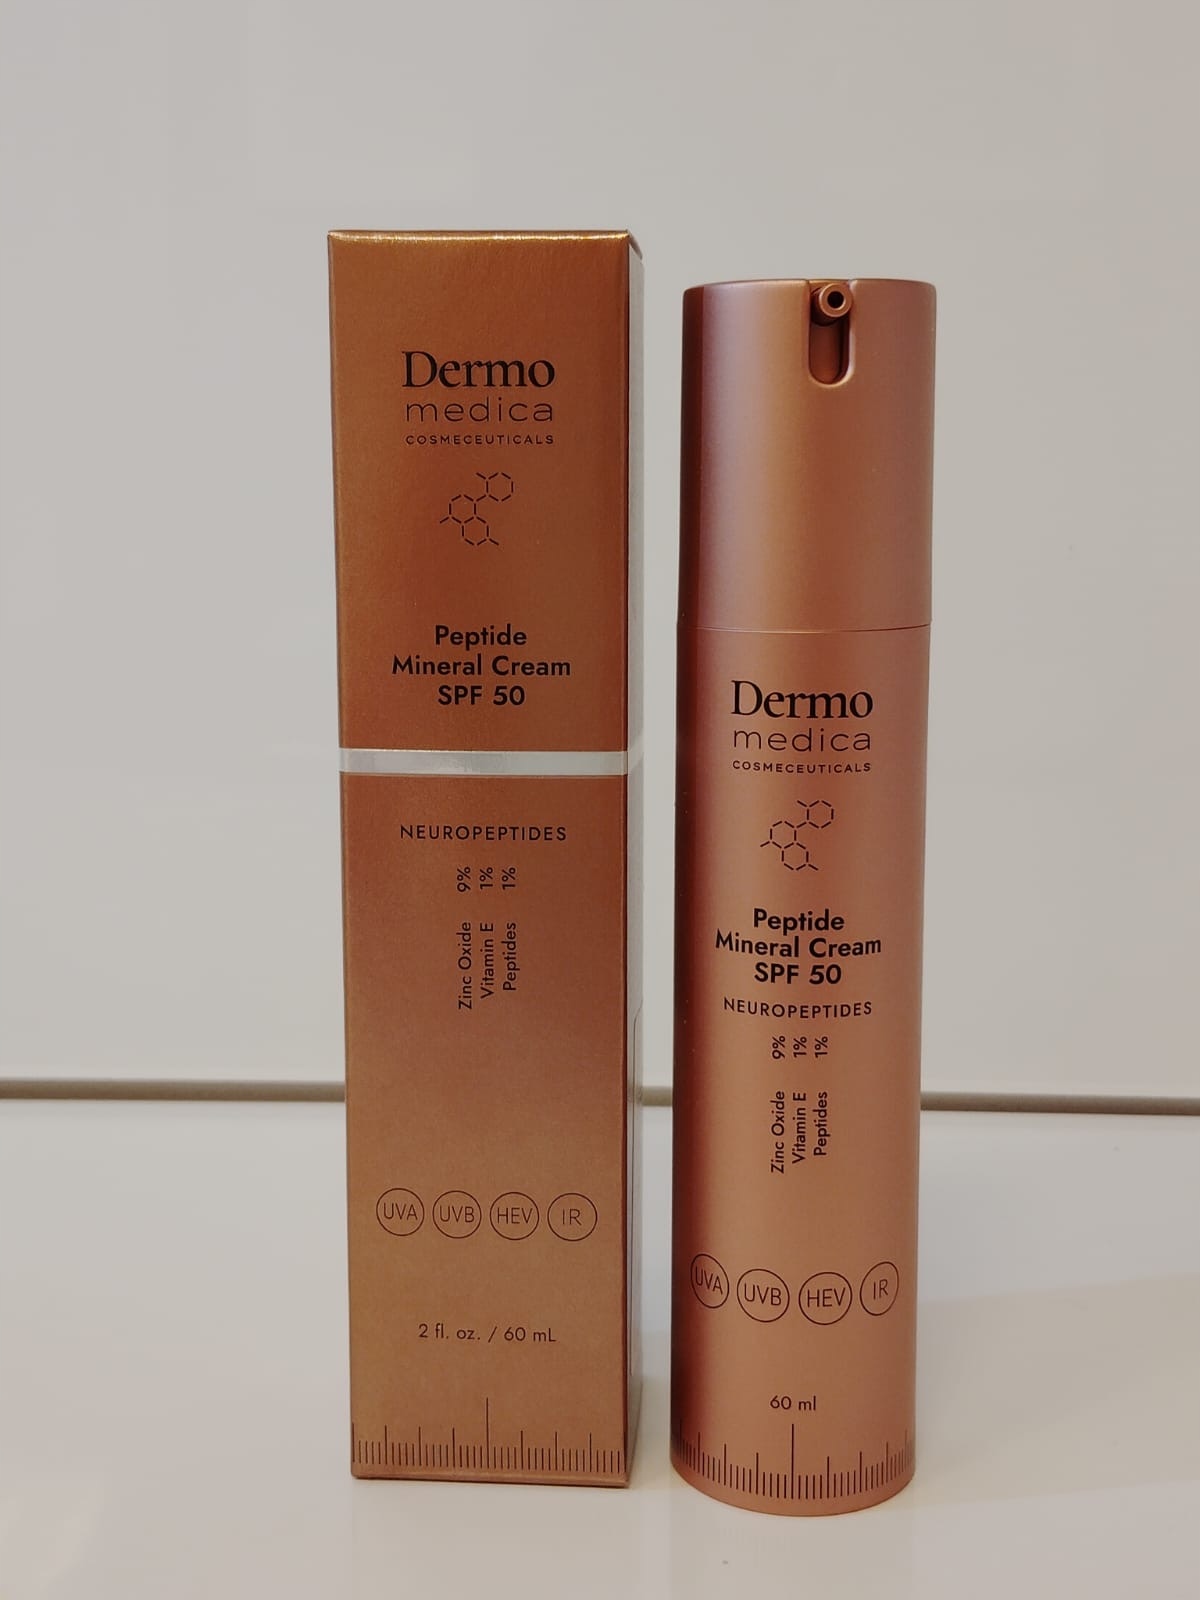 Dermo
medica
COSMECEUTICALS
Peptide
Mineral Cream
SPF 50
NEUROPEPTIDES
Zinc Oxide 9%
Vitamin E 1%
Peptides 1%
UVA UVB HEV IR
2 fl. oz. / 60 mL
Dermo
medica
COSMECEUTICALS
Peptide
Mineral Cream
SPF 50
NEUROPEPTIDES
Zinc Oxide 9%
Vitamin E 1%
Peptides 1%
UVA UVB HEV IR
60 ml